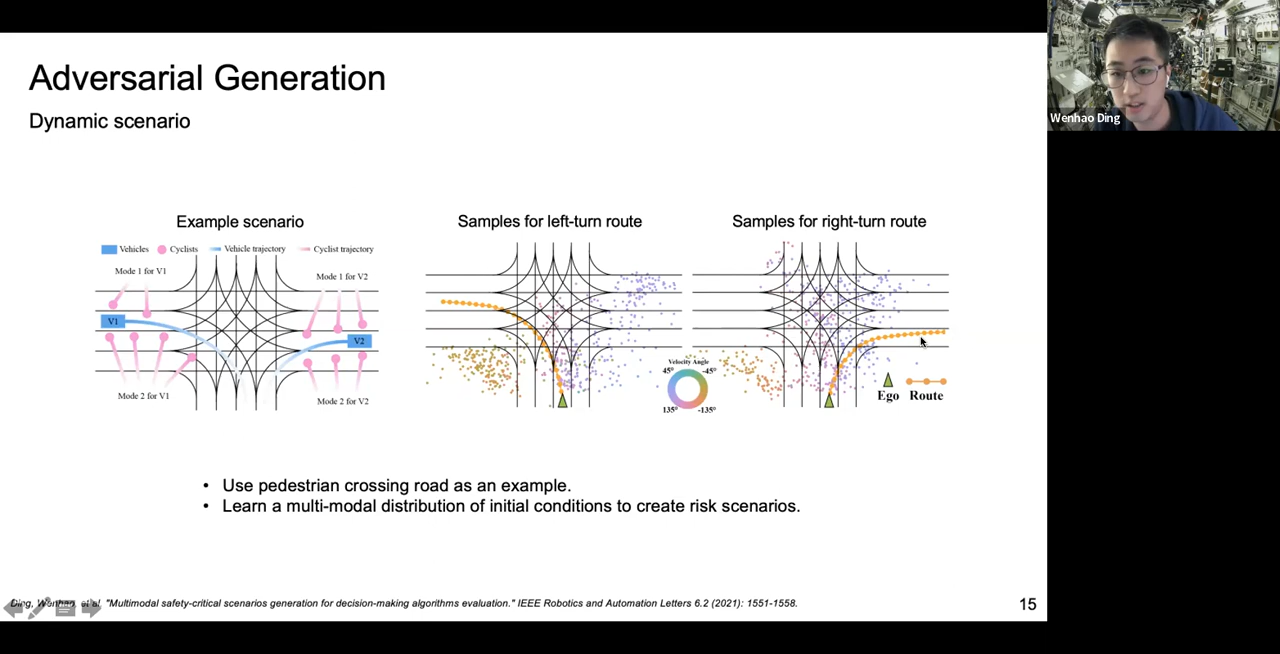 Adversarial Generation
Dynamic scenario
Wenhao Ding
Example scenario
Vehicles Cyclists Vehicle trajectory Cyclist trajectory
Mode 1 for V1
Mode 1 for V2
V1
V2
Mode 2 for V1
Mode 2 for V2
Samples for left-turn route
Samples for right-turn route
Velocity Angle
45° -45°
135° -135°
Ego Route
• Use pedestrian crossing road as an example.
• Learn a multi-modal distribution of initial conditions to create risk scenarios.
Ding, Wenhao, et al. "Multimodal safety-critical scenarios generation for decision-making algorithms evaluation." IEEE Robotics and Automation Letters 6.2 (2021): 1551-1558.
15